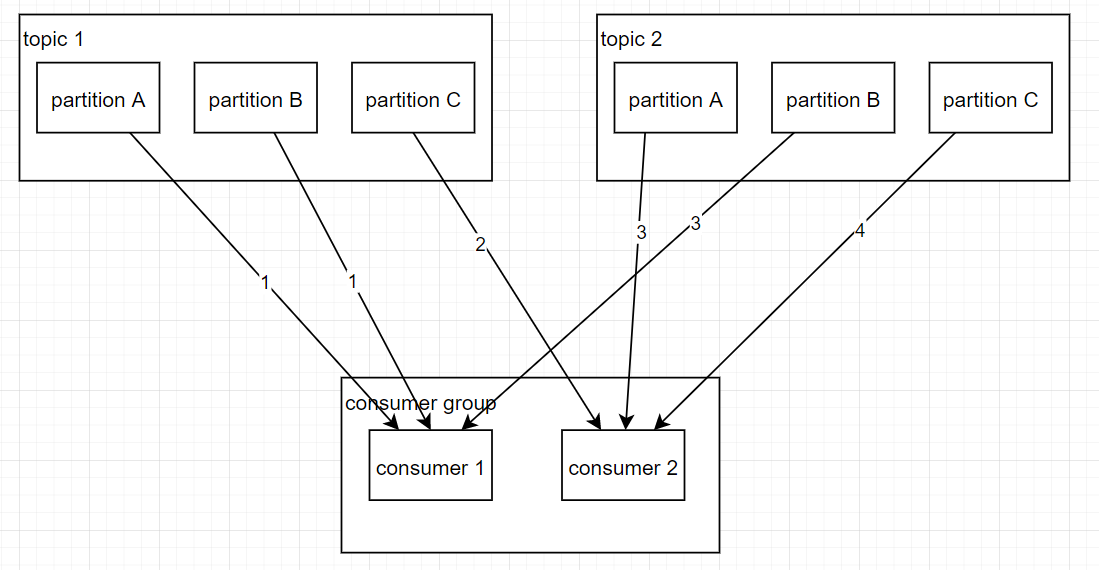 topic 1
partition A
partition B
partition C
topic 2
partition A
partition B
partition C
1
1
2
3
3
4
consumer group
consumer 1
consumer 2